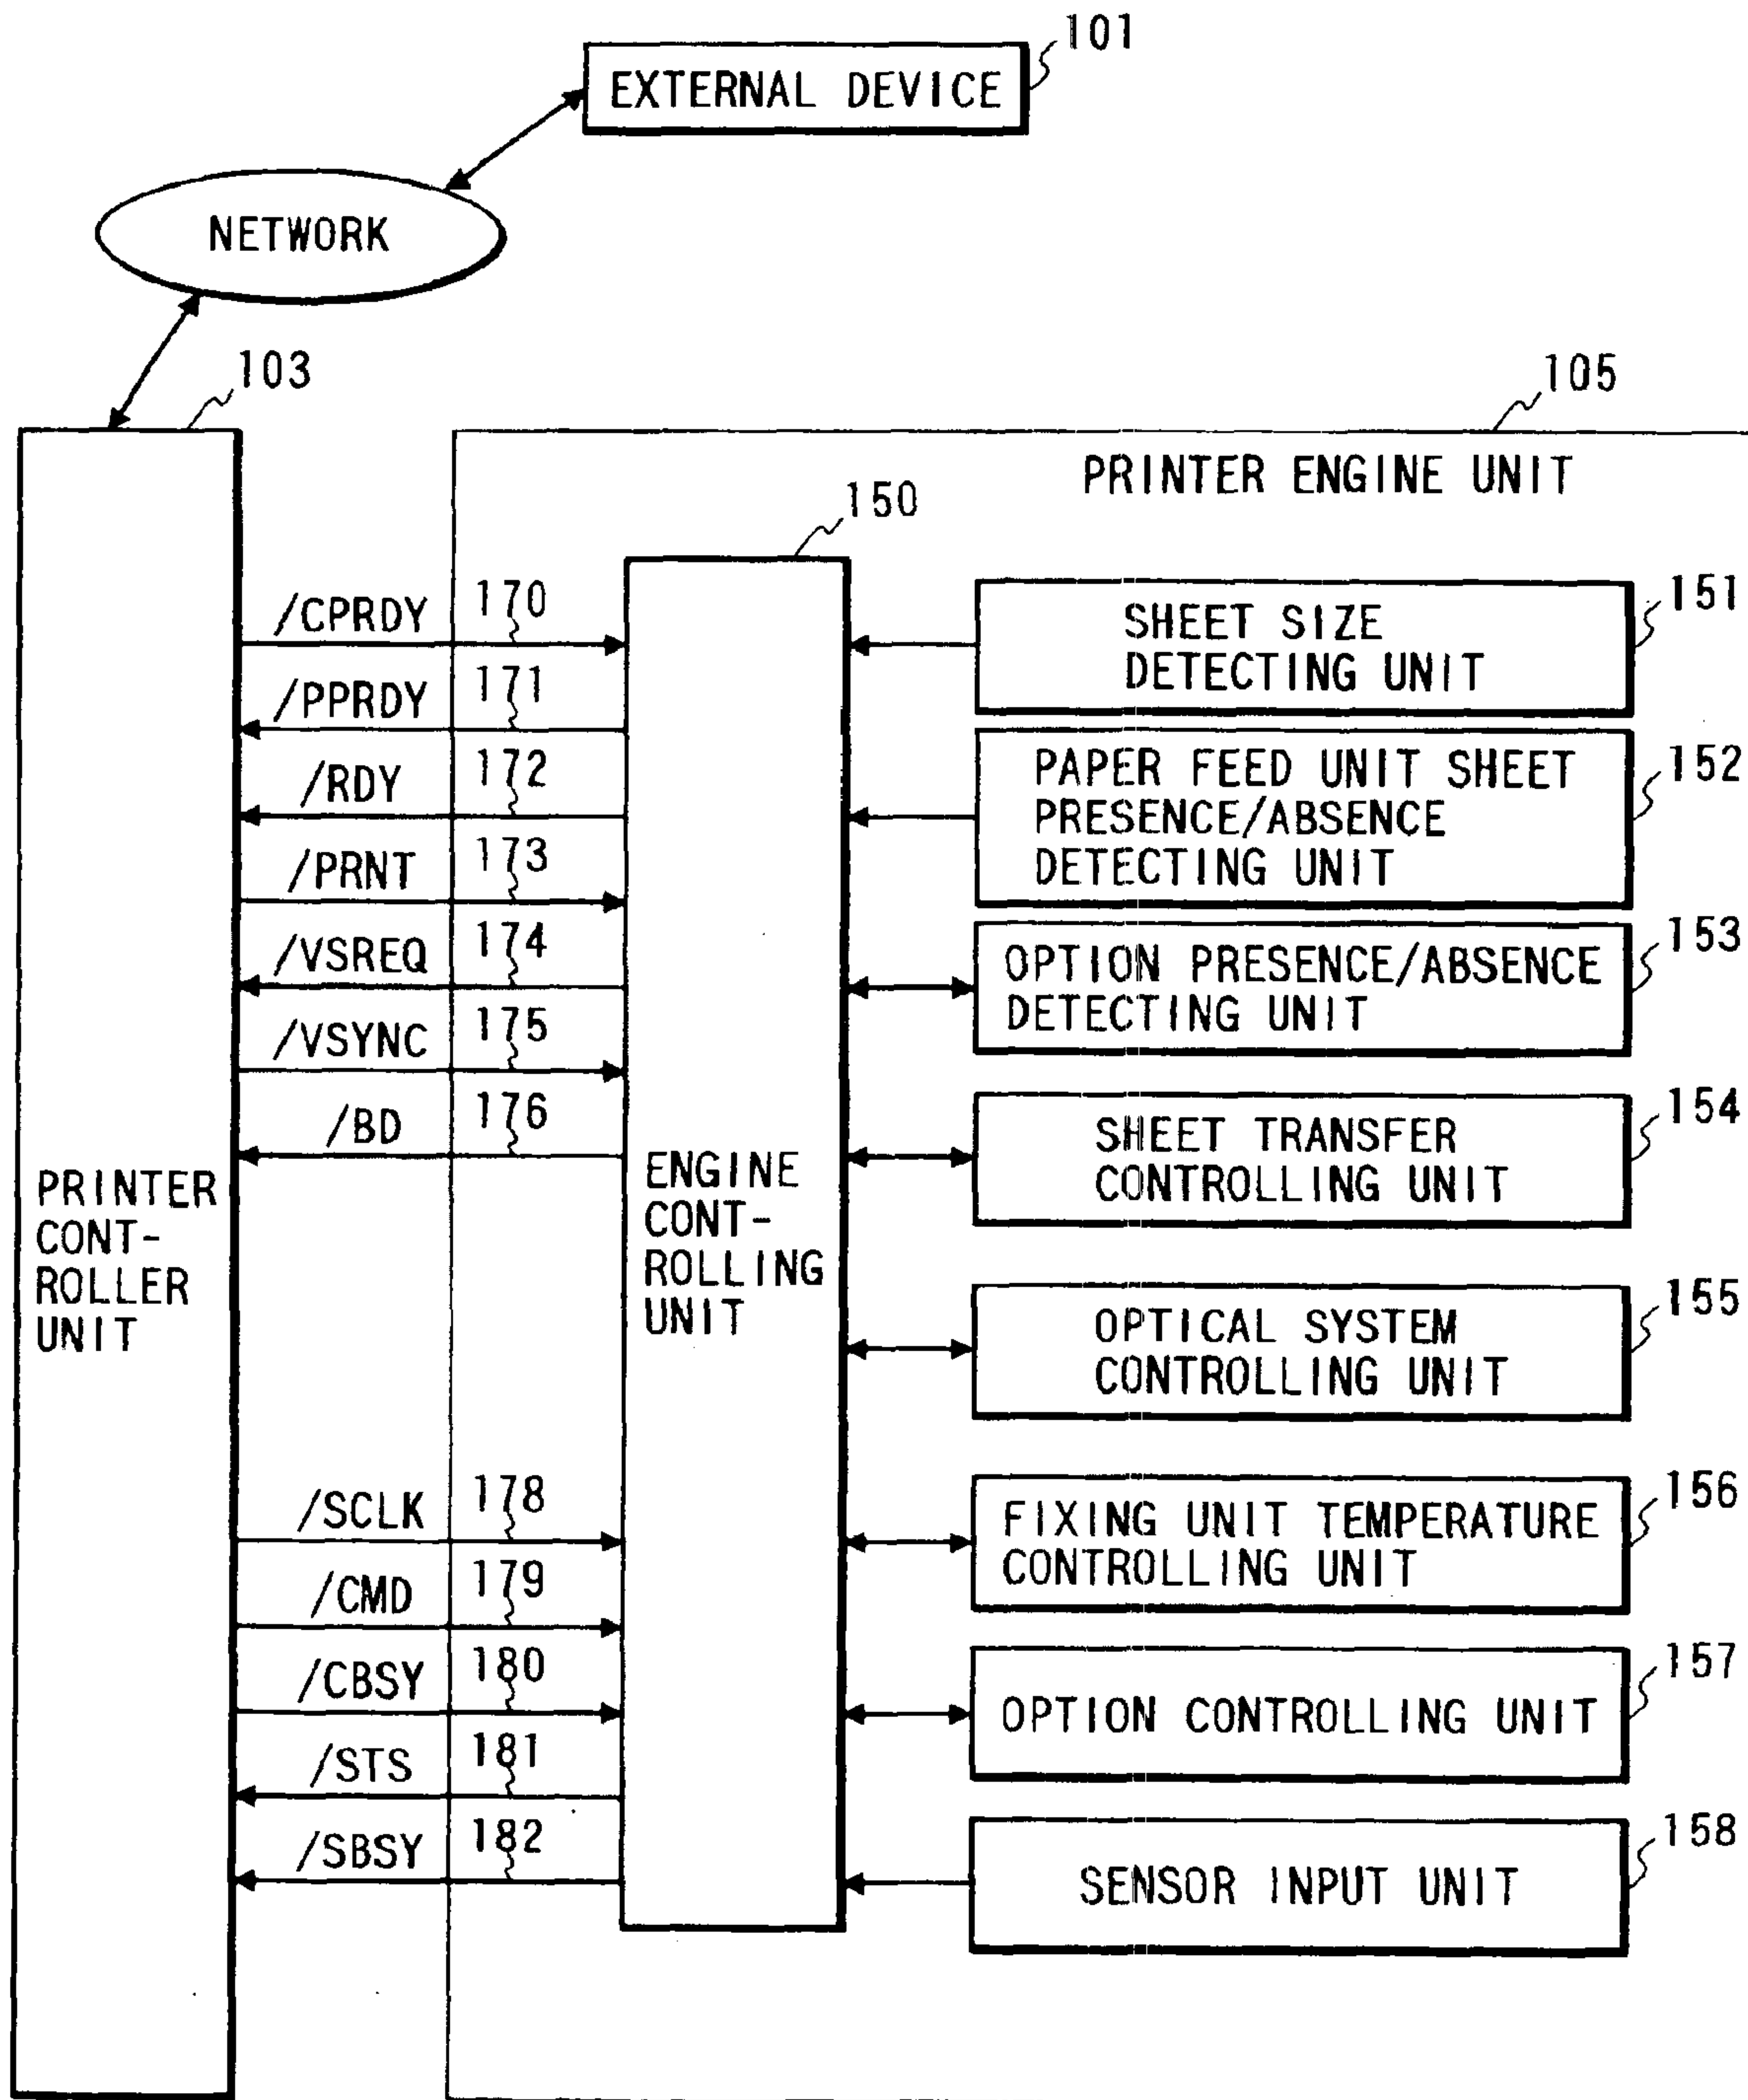 101
EXTERNAL DEVICE
NETWORK
103
105
PRINTER ENGINE UNIT
150
/CPRDY 170
/PPRDY 171
/RDY 172
/PRNT 173
/VSREQ 174
/VSYNC 175
/BD 176
/SCLK 178
/CMD 179
/CBSY 180
/STS 181
/SBSY 182
PRINTER
CONT-
ROLLER
UNIT
ENGINE
CONT-
ROLLING
UNIT
151
SHEET SIZE
DETECTING UNIT
152
PAPER FEED UNIT SHEET
PRESENCE/ABSENCE
DETECTING UNIT
153
OPTION PRESENCE/ABSENCE
DETECTING UNIT
154
SHEET TRANSFER
CONTROLLING UNIT
155
OPTICAL SYSTEM
CONTROLLING UNIT
156
FIXING UNIT TEMPERATURE
CONTROLLING UNIT
157
OPTION CONTROLLING UNIT
158
SENSOR INPUT UNIT